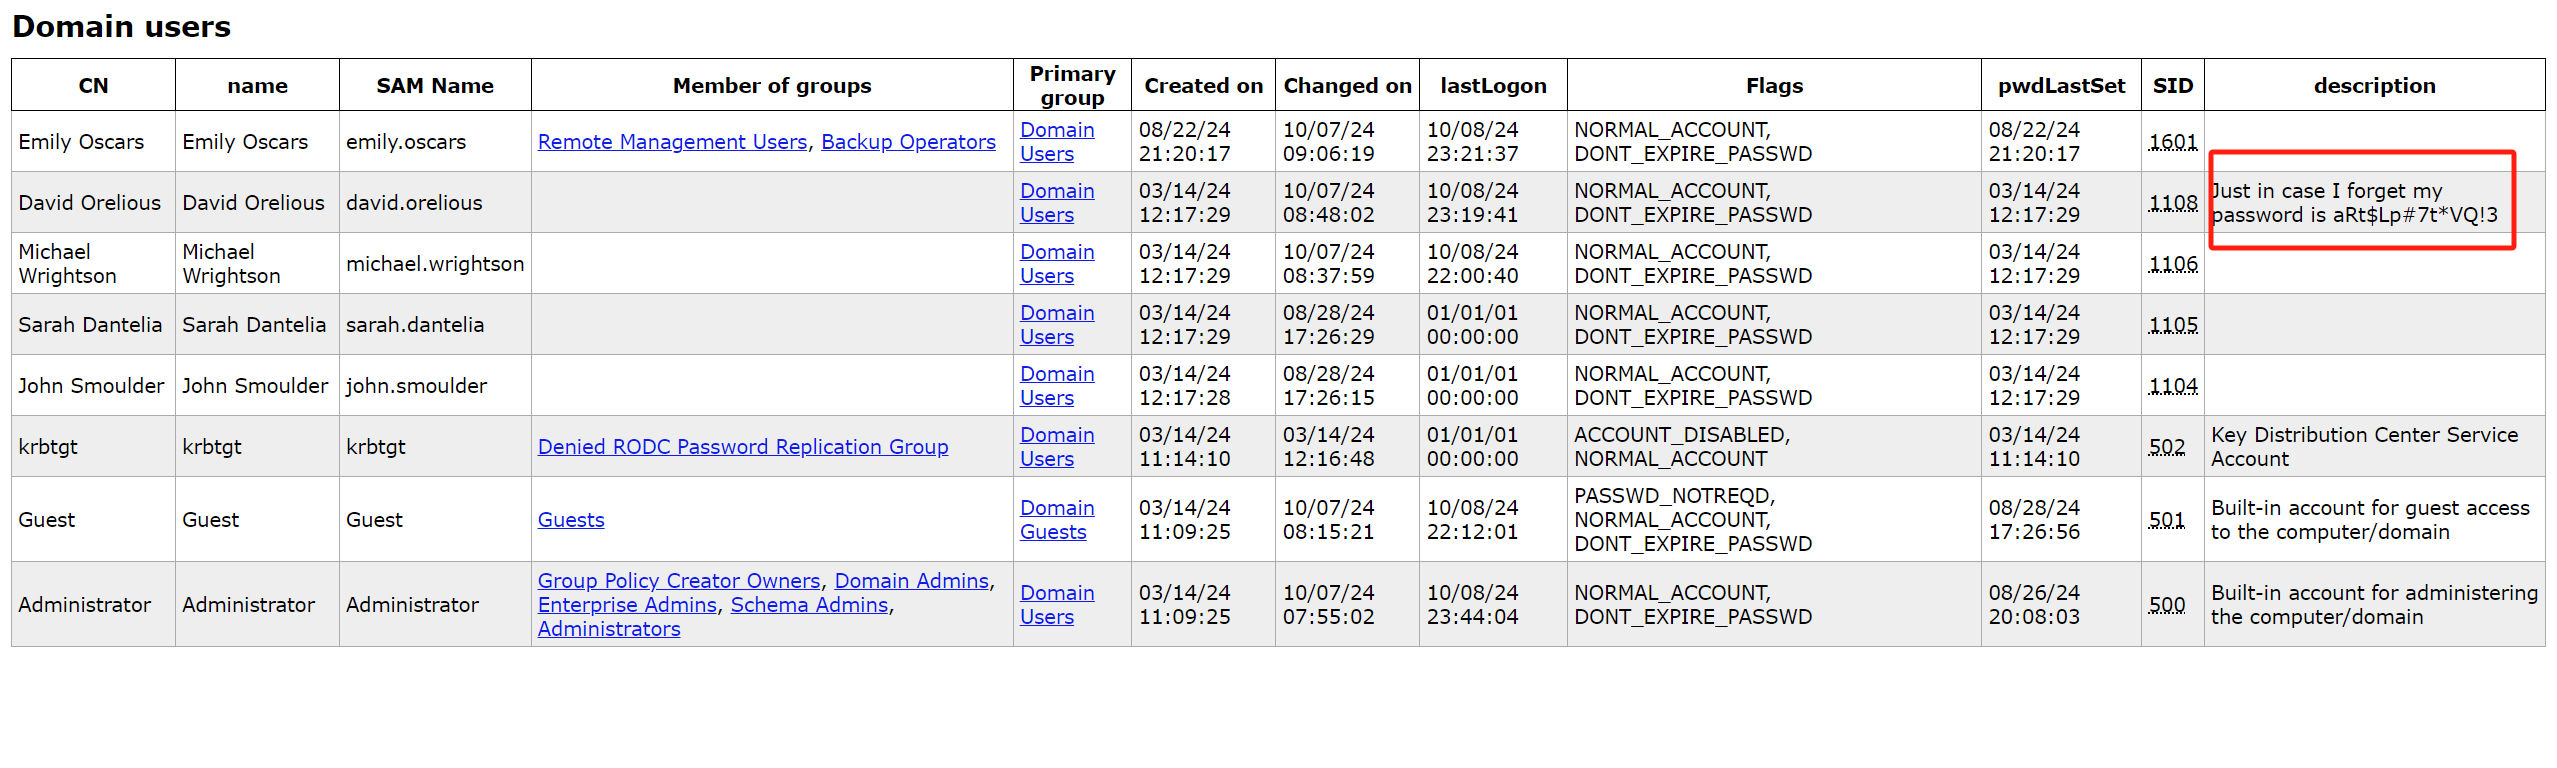 Domain users
CN name SAM Name Member of groups Primary group Created on Changed on lastLogon Flags pwdLastSet SID description
Emily Oscars Emily Oscars emily.oscars Remote Management Users, Backup Operators Domain Users 08/22/24 21:20:17 10/07/24 09:06:19 10/08/24 23:21:37 NORMAL_ACCOUNT, DONT_EXPIRE_PASSWD 08/22/24 21:20:17 1601
David Orelious David Orelious david.orelious Domain Users 03/14/24 12:17:29 10/07/24 08:48:02 10/08/24 23:19:41 NORMAL_ACCOUNT, DONT_EXPIRE_PASSWD 03/14/24 12:17:29 1108 Just in case I forget my password is aRt$Lp#7t*VQ!3
Michael Wrightson Michael Wrightson michael.wrightson Domain Users 03/14/24 12:17:29 10/07/24 08:37:59 10/08/24 22:00:40 NORMAL_ACCOUNT, DONT_EXPIRE_PASSWD 03/14/24 12:17:29 1106
Sarah Dantelia Sarah Dantelia sarah.dantelia Domain Users 03/14/24 12:17:29 08/28/24 17:26:29 01/01/01 00:00:00 NORMAL_ACCOUNT, DONT_EXPIRE_PASSWD 03/14/24 12:17:29 1105
John Smoulder John Smoulder john.smoulder Domain Users 03/14/24 12:17:28 08/28/24 17:26:15 01/01/01 00:00:00 NORMAL_ACCOUNT, DONT_EXPIRE_PASSWD 03/14/24 12:17:29 1104
krbtgt krbtgt krbtgt Denied RODC Password Replication Group Domain Users 03/14/24 11:14:10 03/14/24 12:16:48 01/01/01 00:00:00 ACCOUNT_DISABLED, NORMAL_ACCOUNT 03/14/24 11:14:10 502 Key Distribution Center Service Account
Guest Guest Guest Guests Domain Guests 03/14/24 11:09:25 10/07/24 08:15:21 10/08/24 22:12:01 PASSWD_NOTREQD, NORMAL_ACCOUNT, DONT_EXPIRE_PASSWD 08/28/24 17:26:56 501 Built-in account for guest access to the computer/domain
Administrator Administrator Administrator Group Policy Creator Owners, Domain Admins, Enterprise Admins, Schema Admins, Administrators Domain Users 03/14/24 11:09:25 10/07/24 07:55:02 10/08/24 23:44:04 NORMAL_ACCOUNT, DONT_EXPIRE_PASSWD 08/26/24 20:08:03 500 Built-in account for administering the computer/domain